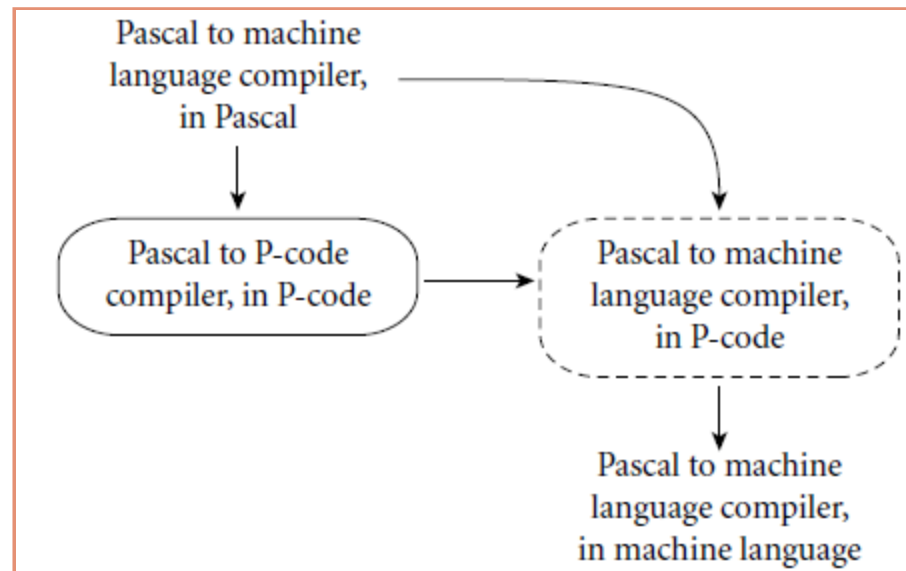 Pascal to machine
language compiler,
in Pascal
Pascal to P-code
compiler, in P-code
Pascal to machine
language compiler,
in P-code
Pascal to machine
language compiler,
in machine language